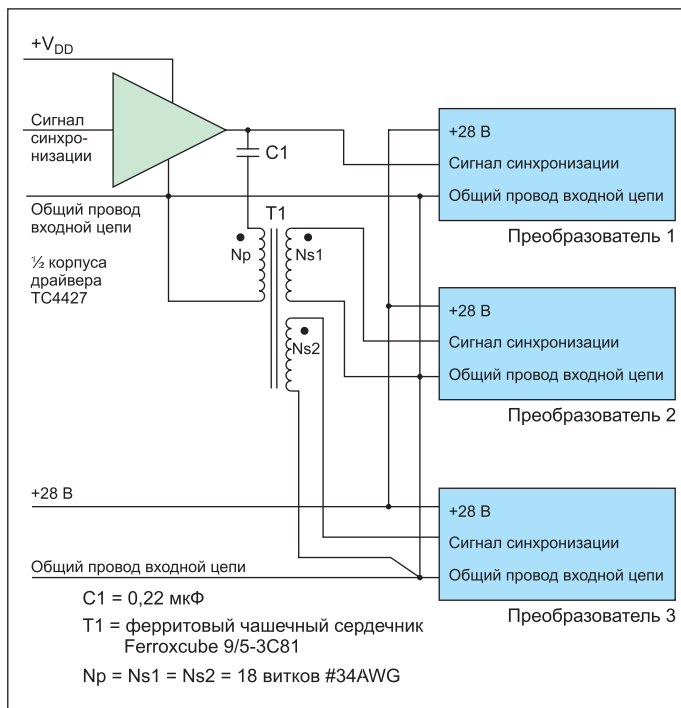 +VDD
Сигнал
синхро-
низации
C1
+28 В
Сигнал синхронизации
Общий провод входной цепи
Преобразователь 1
Общий провод
входной цепи
T1
Np
Ns1
½ корпуса
драйвера
TC4427
+28 В
Сигнал синхронизации
Общий провод входной цепи
Преобразователь 2
Ns2
+28 В
+28 В
Сигнал синхронизации
Общий провод входной цепи
Преобразователь 3
Общий провод входной цепи
C1 = 0,22 мкФ
T1 = ферритовый чашечный сердечник
Ferroxcube 9/5-3C81
Np = Ns1 = Ns2 = 18 витков #34AWG